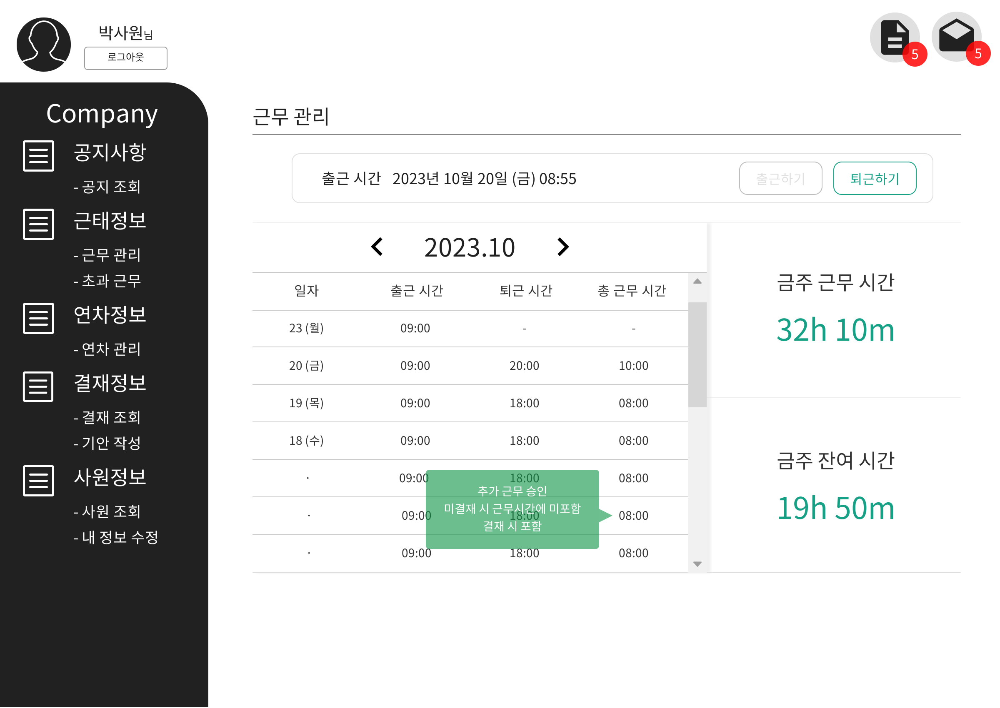 박사원님
로그아웃
5
5
Company
공지사항
- 공지 조회
근태정보
- 근무 관리
- 초과 근무
연차정보
- 연차 관리
결재정보
- 결재 조회
- 기안 작성
사원정보
- 사원 조회
- 내 정보 수정
근무 관리
출근 시간 2023년 10월 20일 (금) 08:55
출근하기
퇴근하기
2023.10
일자 출근 시간 퇴근 시간 총 근무 시간
23 (월) 09:00 - -
20 (금) 09:00 20:00 10:00
19 (목) 09:00 18:00 08:00
18 (수) 09:00 18:00 08:00
· 09:00 18:00 08:00
· 09:00 18:00 08:00
· 09:00 18:00 08:00
추가 근무 승인
미결재 시 근무시간에 미포함
결재 시 포함
금주 근무 시간
32h 10m
금주 잔여 시간
19h 50m